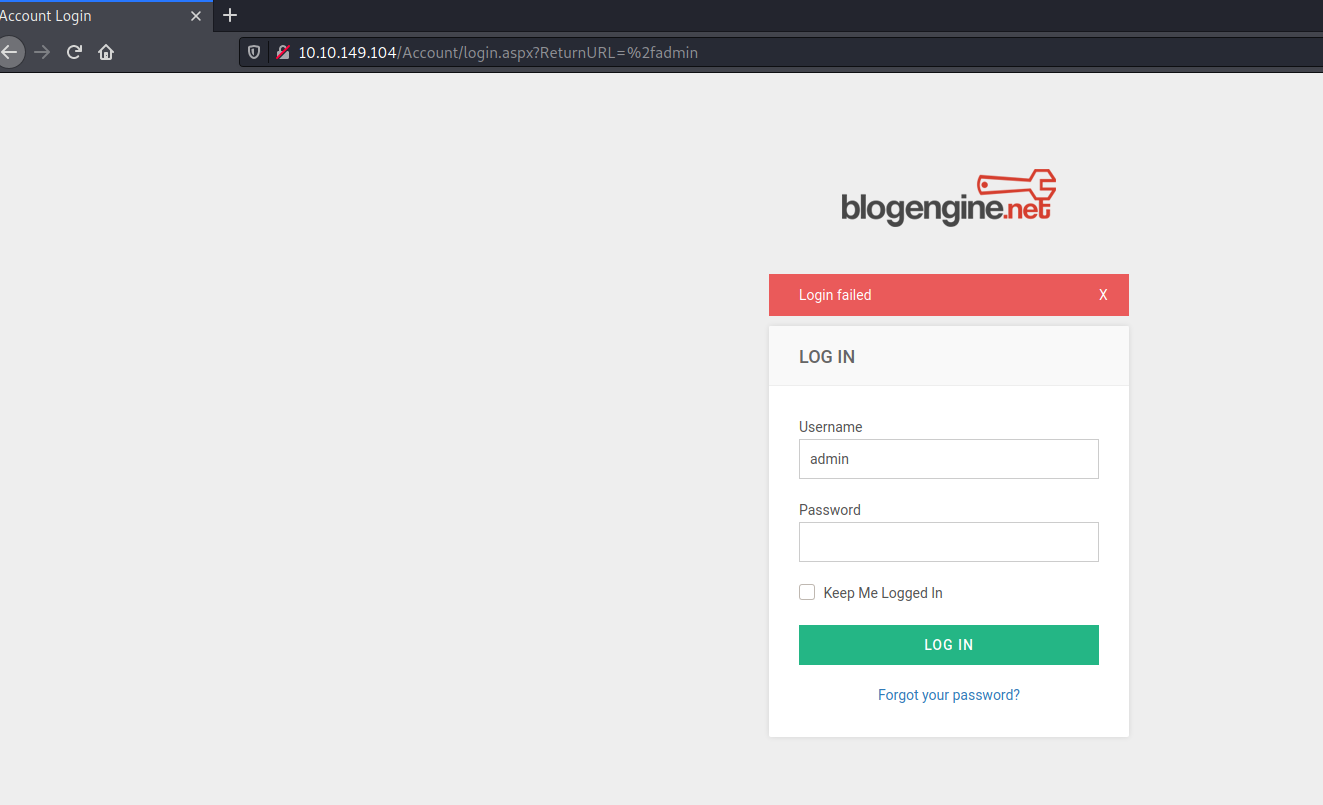 Account Login
10.10.149.104/Account/login.aspx?ReturnURL=%2fadmin
blogengine.net
Login failed X
LOG IN
Username
admin
Password
Keep Me Logged In
LOG IN
Forgot your password?